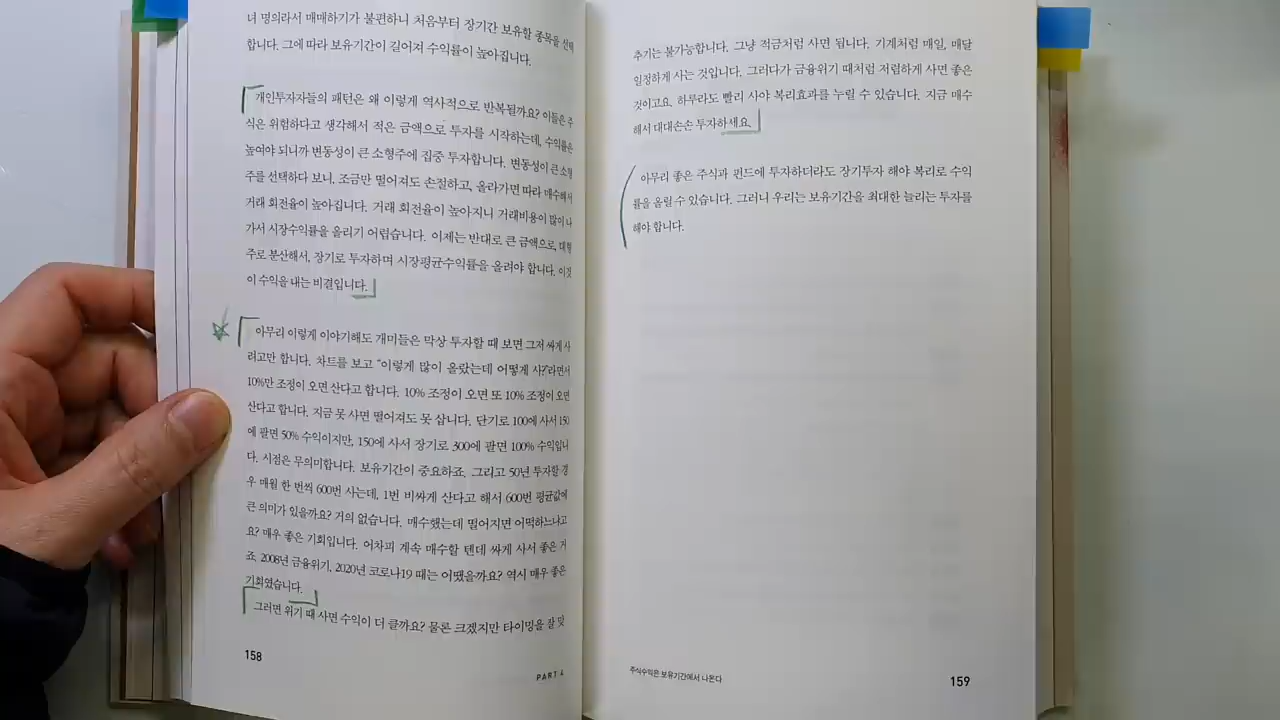 녀 명의라서 매매하기가 불편하니 처음부터 장기간 보유할 종목을 선택
합니다. 그에 따라 보유기간이 길어져 수익률이 높아집니다.
개인투자자들의 패턴은 왜 이렇게 역사적으로 반복될까요? 이들은 주
식은 위험하다고 생각해서 적은 금액으로 투자를 시작하는데, 수익률은
높여야 되니까 변동성이 큰 소형주에 집중 투자합니다. 변동성이 큰 소형
주를 선택하다 보니, 조금만 떨어져도 손절하고, 올라가면 따라 매수해서
거래 회전율이 높아집니다. 거래 회전율이 높아지니 거래비용이 많이 나
가서 시장수익률을 올리기 어렵습니다. 이제는 반대로 큰 금액으로, 대형
주로 분산해서, 장기로 투자하며 시장평균수익률을 올려야 합니다. 이것
이 수익을 내는 비결입니다.
아무리 이렇게 이야기해도 개미들은 막상 투자할 때 보면 그저 싸게 사
려고만 합니다. 차트를 보고 “이렇게 많이 올랐는데 어떻게 사?”라면서
10%만 조정이 오면 산다고 합니다. 10% 조정이 오면 또 10% 조정이 오면
산다고 합니다. 지금 못 사면 떨어져도 못 삽니다. 단기로 100에 사서 150
에 팔면 50% 수익이지만, 150에 사서 장기로 300에 팔면 100% 수익입니
다. 시점은 무의미합니다. 보유기간이 중요하죠. 그리고 50년 투자할 경
우 매월 한 번씩 600번 사는데, 1번 비싸게 산다고 해서 600번 평균값에
큰 의미가 있을까요? 거의 없습니다. 매수했는데 떨어지면 어떡하느냐고
요? 매우 좋은 기회입니다. 어차피 계속 매수할 텐데 싸게 사서 좋은 거
죠. 2008년 금융위기, 2020년 코로나19 때는 어땠을까요? 역시 매우 좋은
기회였습니다.
그러면 위기 때 사면 수익이 더 클까요? 물론 크겠지만 타이밍을 잘 맞
158
PART 4
추기는 불가능합니다. 그냥 적금처럼 사면 됩니다. 기계처럼 매일, 매달
일정하게 사는 것입니다. 그러다가 금융위기 때처럼 저렴하게 사면 좋은
것이고요. 하루라도 빨리 사야 복리효과를 누릴 수 있습니다. 지금 매수
해서 대대손손 투자하세요.
아무리 좋은 주식과 펀드에 투자하더라도 장기투자 해야 복리로 수익
률을 올릴 수 있습니다. 그러니 우리는 보유기간을 최대한 늘리는 투자를
해야 합니다.
주식수익은 보유기간에서 나온다
159